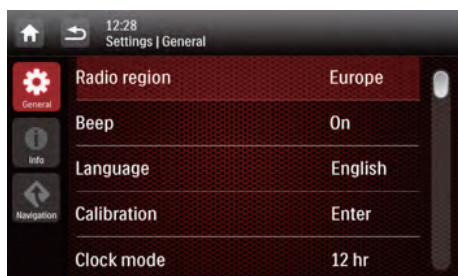 12:28
Settings | General
General
Info
Navigation
Radio region Europe
Beep On
Language English
Calibration Enter
Clock mode 12 hr